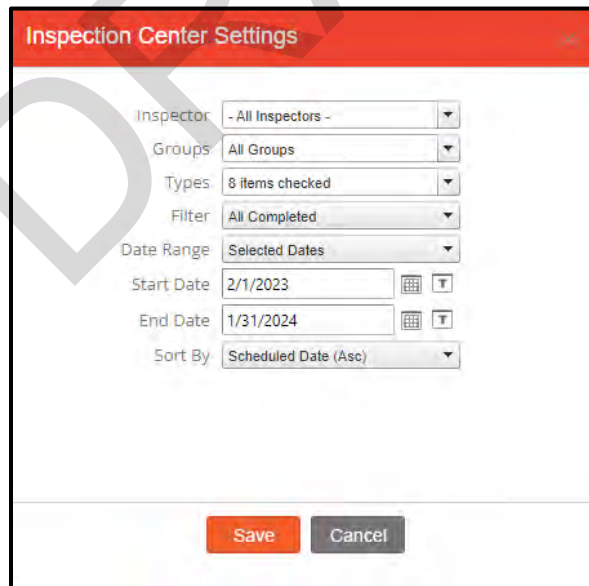 Inspection Center Settings
Inspector - All Inspectors -
Groups All Groups
Types 8 items checked
Filter All Completed
Date Range Selected Dates
Start Date 2/1/2023 T
End Date 1/31/2024 T
Sort By Scheduled Date (Asc)
Save Cancel